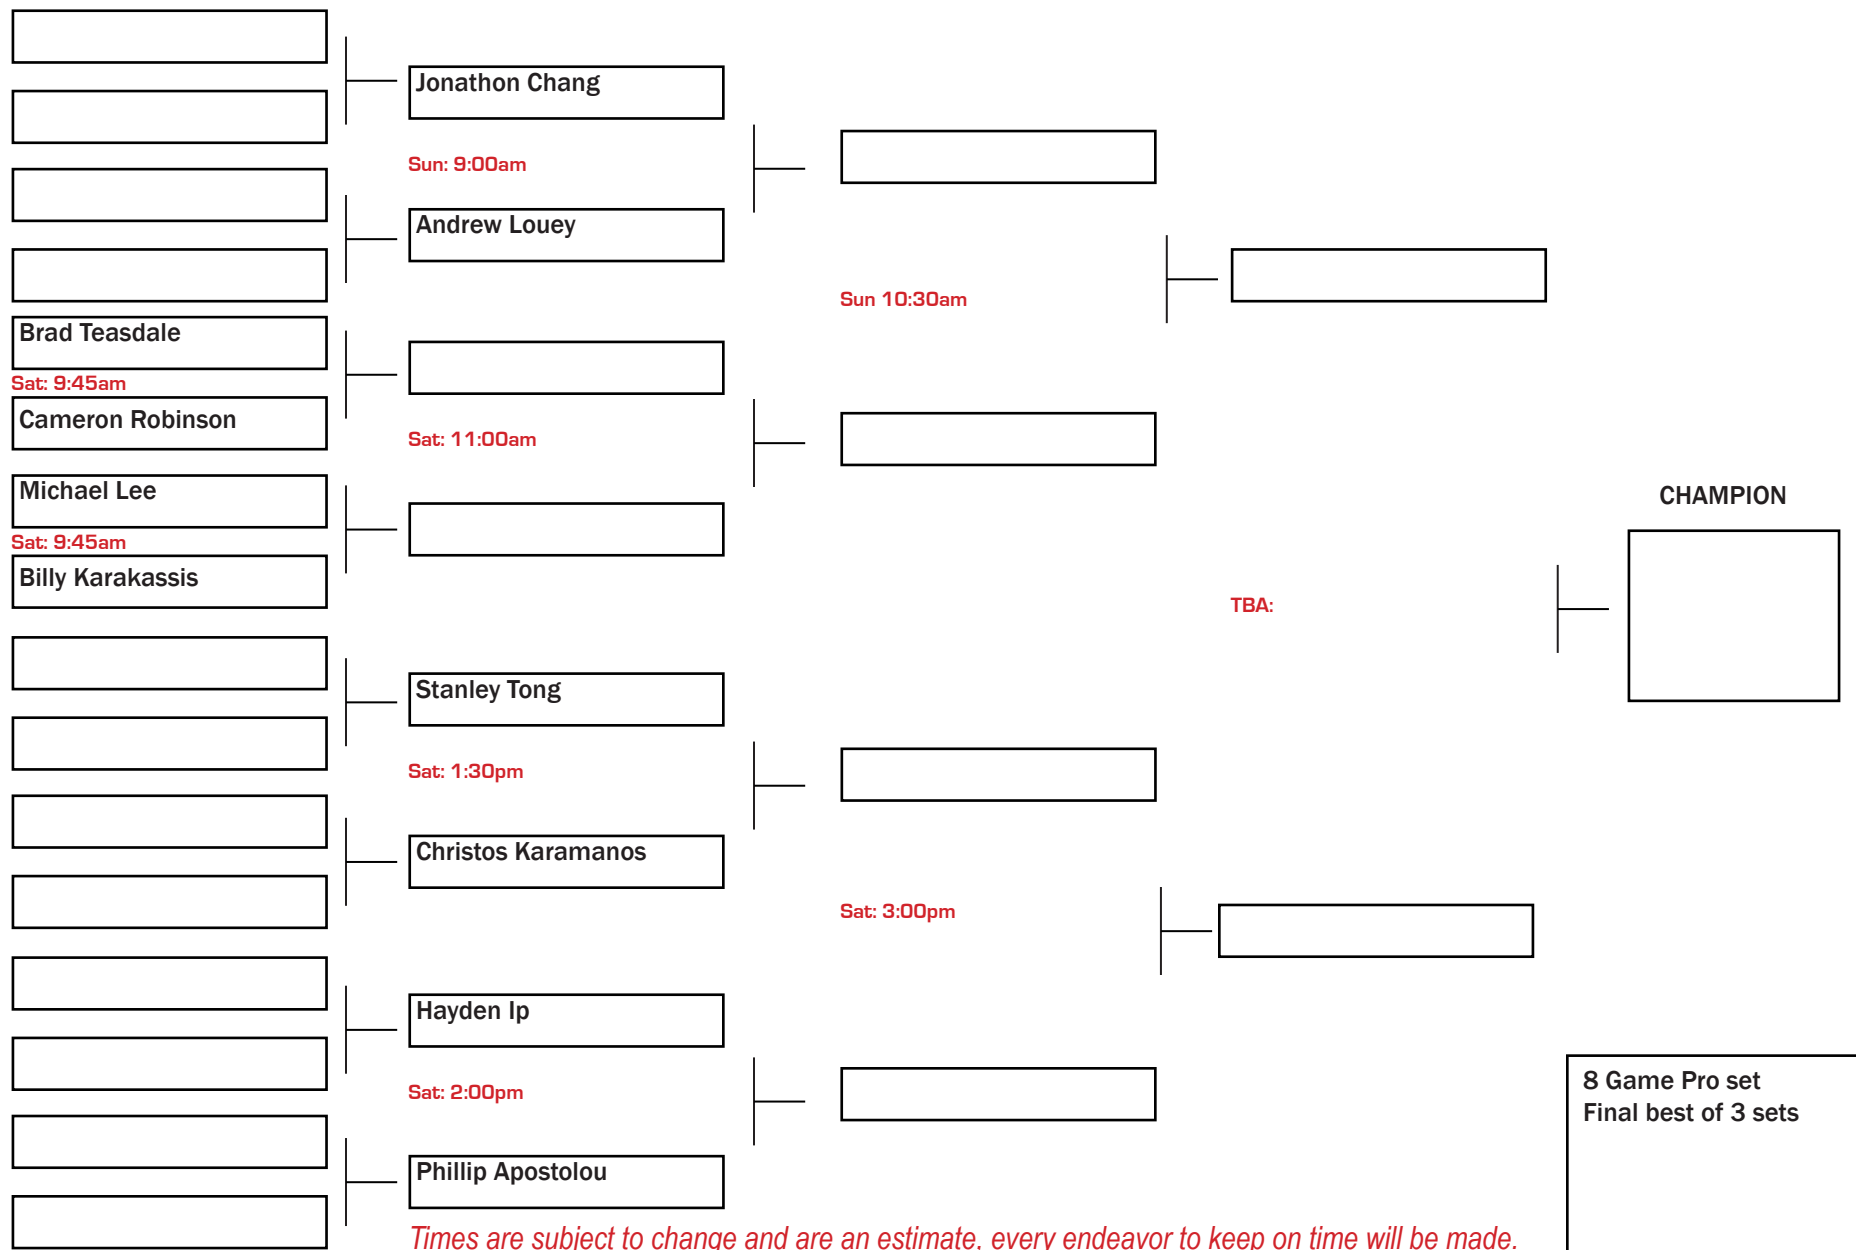 Jonathon Chang
Sun: 9:00am
Andrew Louey
Sun 10:30am
Brad Teasdale
Sat: 9:45am
Cameron Robinson
Sat: 11:00am
Michael Lee
Sat: 9:45am
Billy Karakassis
CHAMPION
TBA:
Stanley Tong
Sat: 1:30pm
Christos Karamanos
Sat: 3:00pm
Hayden Ip
Sat: 2:00pm
Phillip Apostolou
8 Game Pro set
Final best of 3 sets
Times are subject to change and are an estimate, every endeavor to keep on time will be made.